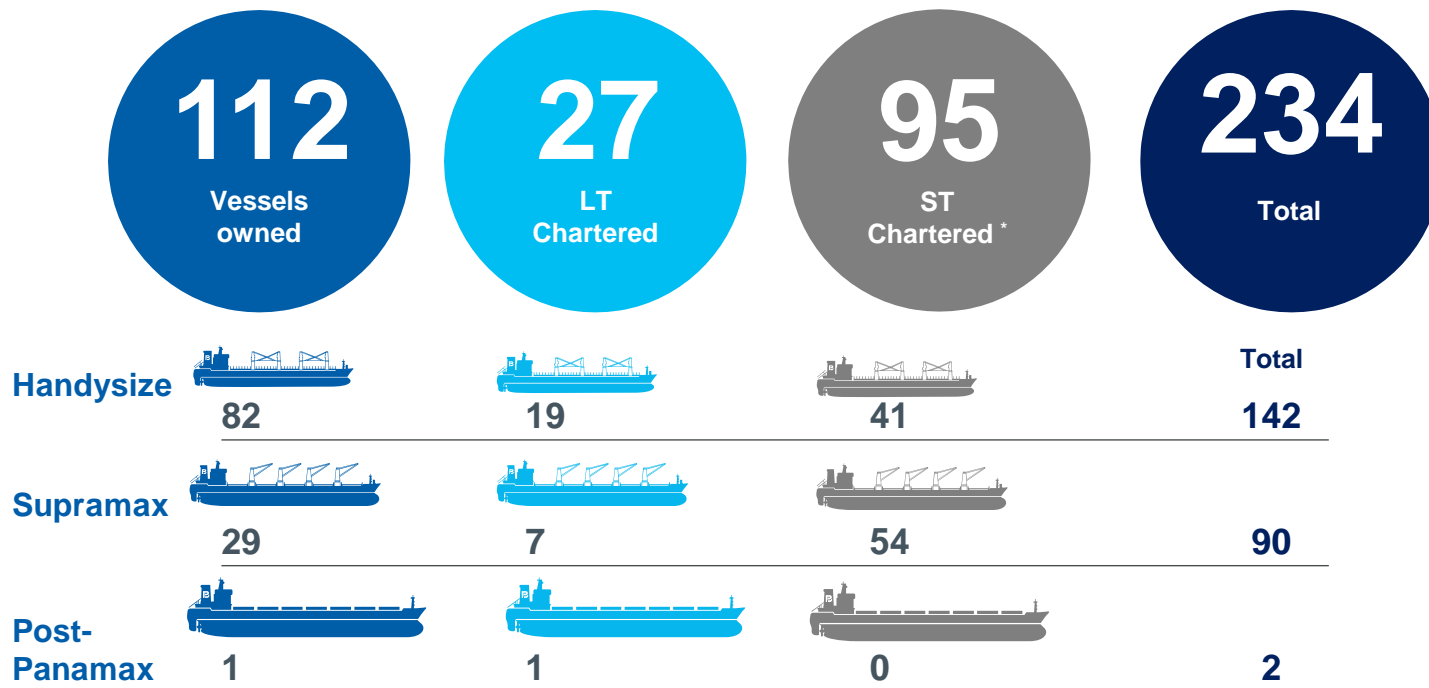 112
Vessels
owned
27
LT
Chartered
95
ST
Chartered *
234
Total
Total
Handysize
82 19 41 142
Supramax
29 7 54 90
Post-
Panamax
1 1 0 2